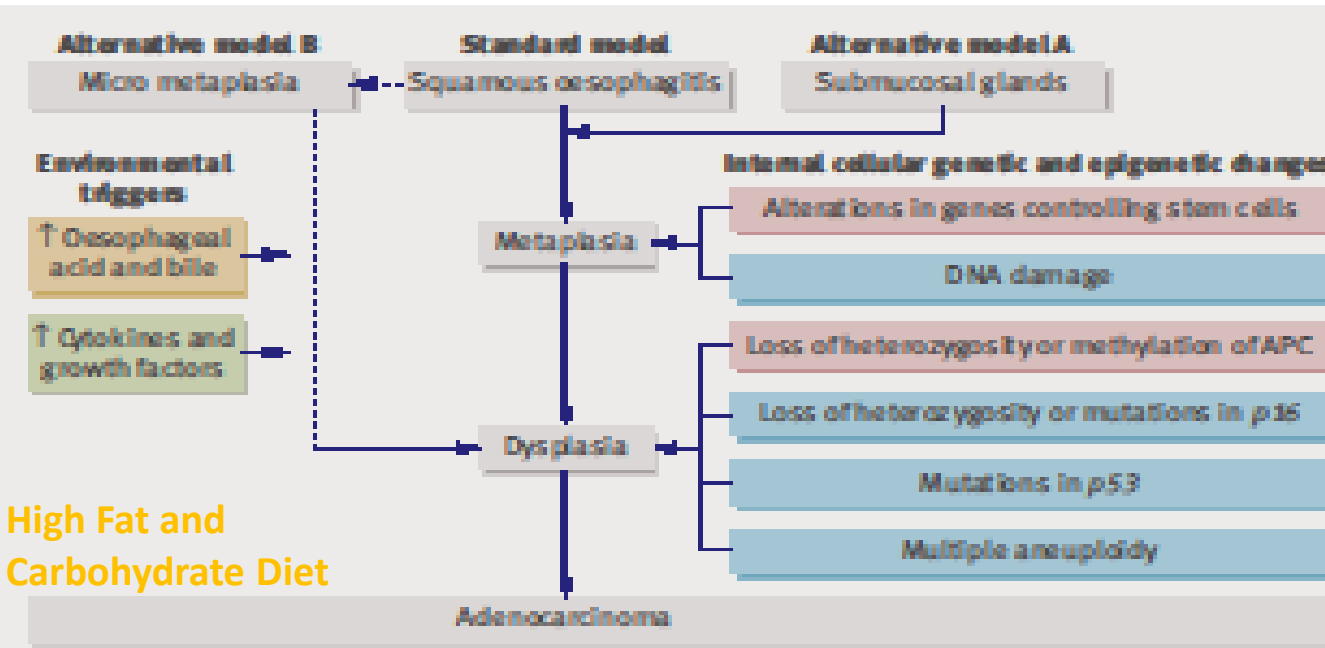 Alternative model B
Standard model
Alternative model A
Micro metaplasia
Squamous oesophagitis
Submucosal glands
Environmental
triggers
Internal cellular genetic and epigenetic changes
↑ Oesophageal
acid and bile
Alterations in genes controlling stem cells
Metaplasia
DNA damage
↑ Cytokines and
growth factors
Loss of heterozygosity or methylation of APC
Loss of heterozygosity or mutations in p16
Dysplasia
Mutations in p53
High Fat and
Carbohydrate Diet
Multiple aneuploidy
Adenocarcinoma